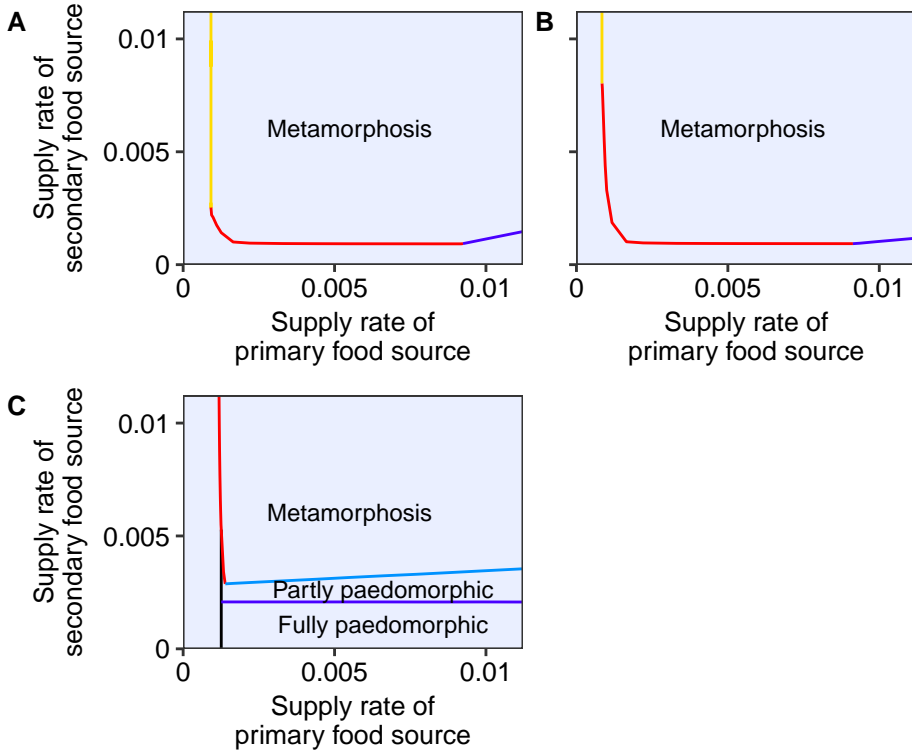 A
Supply rate of
secondary food source
0.01
0.005
0
Metamorphosis
0
0.005
0.01
Supply rate of
primary food source
B
Metamorphosis
0
0.005
0.01
Supply rate of
primary food source
C
Supply rate of
secondary food source
0.01
0.005
0
Metamorphosis
Partly paedomorphic
Fully paedomorphic
0
0.005
0.01
Supply rate of
primary food source